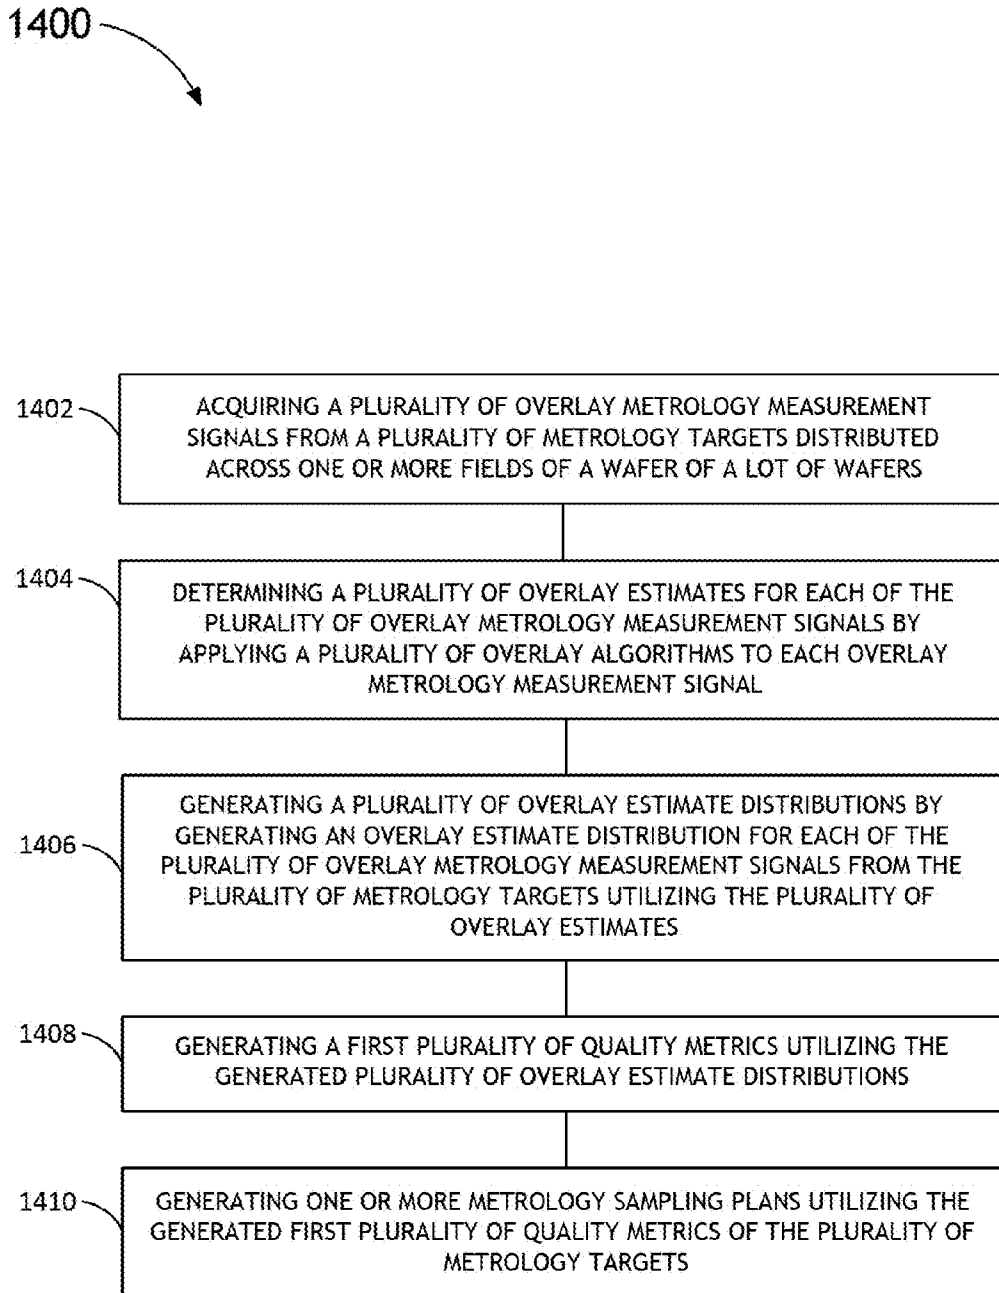 1400
1402
ACQUIRING A PLURALITY OF OVERLAY METROLOGY MEASUREMENT
SIGNALS FROM A PLURALITY OF METROLOGY TARGETS DISTRIBUTED
ACROSS ONE OR MORE FIELDS OF A WAFER OF A LOT OF WAFERS
1404
DETERMINING A PLURALITY OF OVERLAY ESTIMATES FOR EACH OF THE
PLURALITY OF OVERLAY METROLOGY MEASUREMENT SIGNALS BY
APPLYING A PLURALITY OF OVERLAY ALGORITHMS TO EACH OVERLAY
METROLOGY MEASUREMENT SIGNAL
1406
GENERATING A PLURALITY OF OVERLAY ESTIMATE DISTRIBUTIONS BY
GENERATING AN OVERLAY ESTIMATE DISTRIBUTION FOR EACH OF THE
PLURALITY OF OVERLAY METROLOGY MEASUREMENT SIGNALS FROM THE
PLURALITY OF METROLOGY TARGETS UTILIZING THE PLURALITY OF
OVERLAY ESTIMATES
1408
GENERATING A FIRST PLURALITY OF QUALITY METRICS UTILIZING THE
GENERATED PLURALITY OF OVERLAY ESTIMATE DISTRIBUTIONS
1410
GENERATING ONE OR MORE METROLOGY SAMPLING PLANS UTILIZING THE
GENERATED FIRST PLURALITY OF QUALITY METRICS OF THE PLURALITY OF
METROLOGY TARGETS